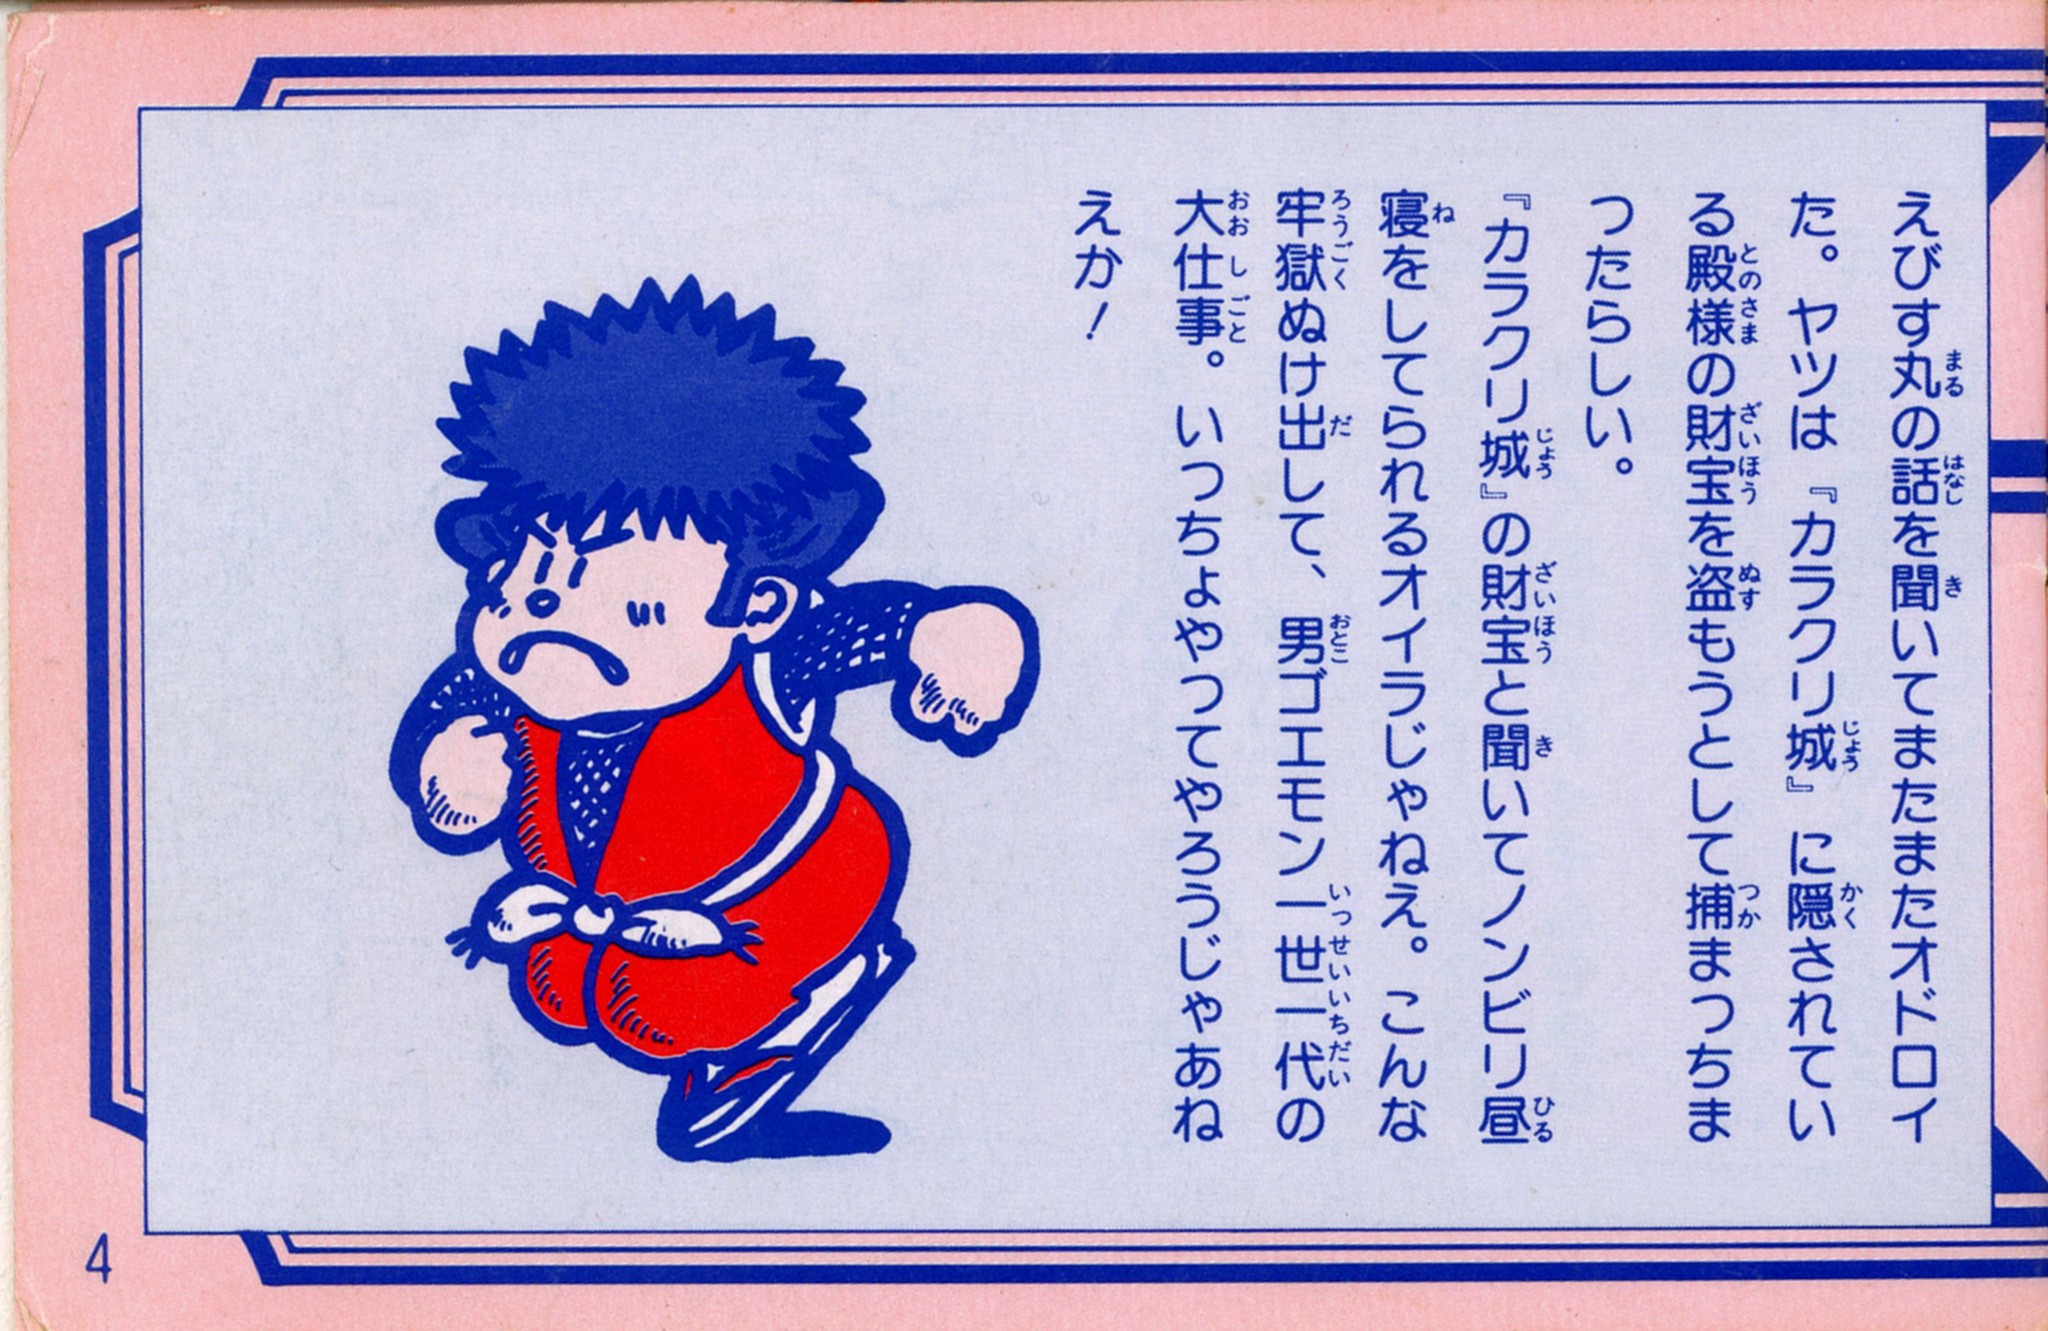 えびす丸の話を聞いてまたまたオドロイ
た。ヤツは『カラクリ城』に隠されてい
る殿様の財宝を盗もうとして捕まっちま
ったらしい。
『カラクリ城』の財宝と聞いてノンビリ昼
寝をしてられるオイラじゃねえ。こんな
牢獄ぬけ出して、男ゴエモン一世一代の
大仕事。いっちょやってやろうじゃあね
えか！
4